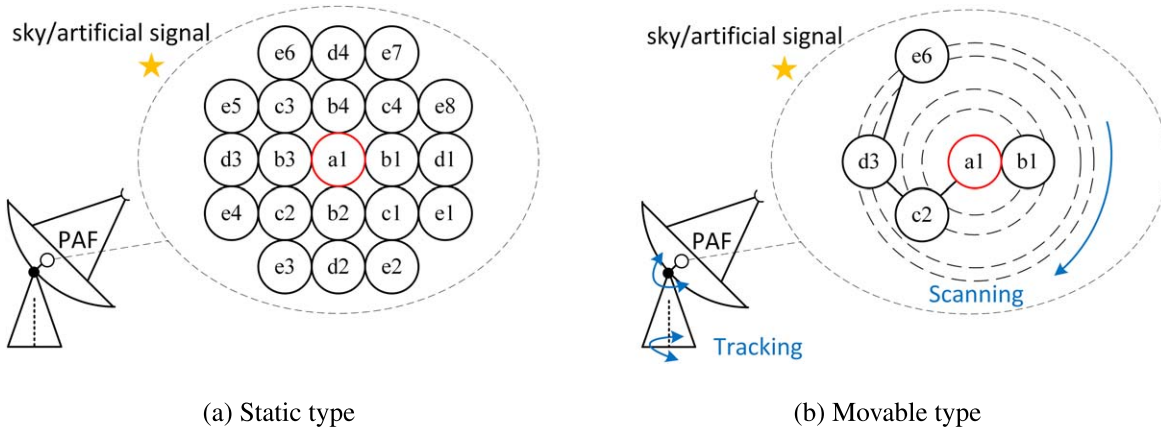 sky/artificial signal
e6 d4 e7
e5 c3 b4 c4 e8
d3 b3 a1 b1 d1
e4 c2 b2 c1 e1
e3 d2 e2
PAF
(a) Static type
sky/artificial signal
e6
d3 a1 b1
c2
PAF
Scanning
Tracking
(b) Movable type